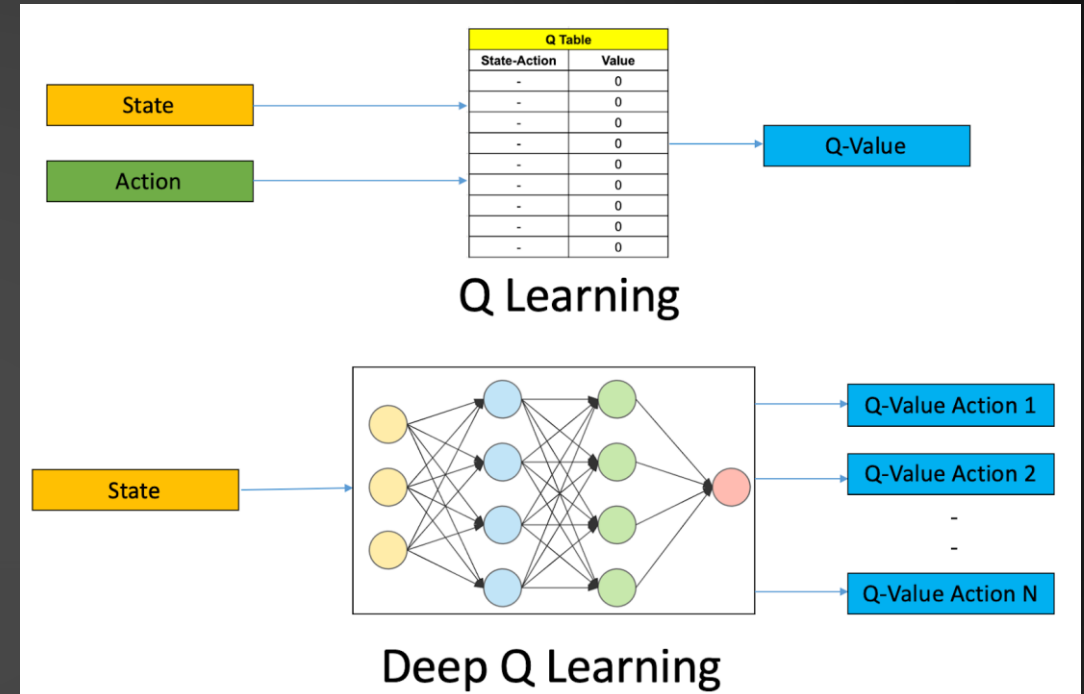 Q Table
State-Action Value
- 0
- 0
- 0
- 0
- 0
- 0
- 0
- 0
- 0
State
Action
Q-Value
Q Learning
State
Q-Value Action 1
Q-Value Action 2
-
-
Q-Value Action N
Deep Q Learning